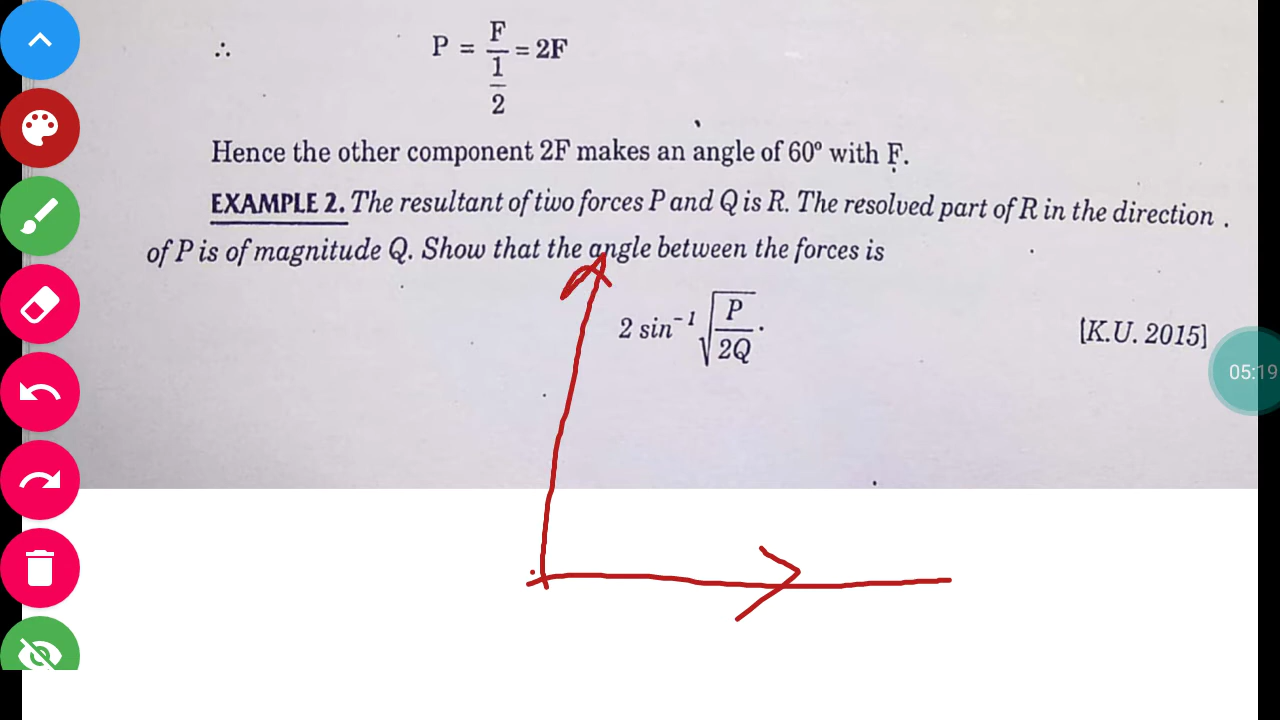 ∴ P = F/(1/2) = 2F
Hence the other component 2F makes an angle of 60° with F.
EXAMPLE 2. The resultant of two forces P and Q is R. The resolved part of R in the direction
of P is of magnitude Q. Show that the angle between the forces is
2 sin⁻¹ √(P/2Q).
[K.U. 2015]
05:19